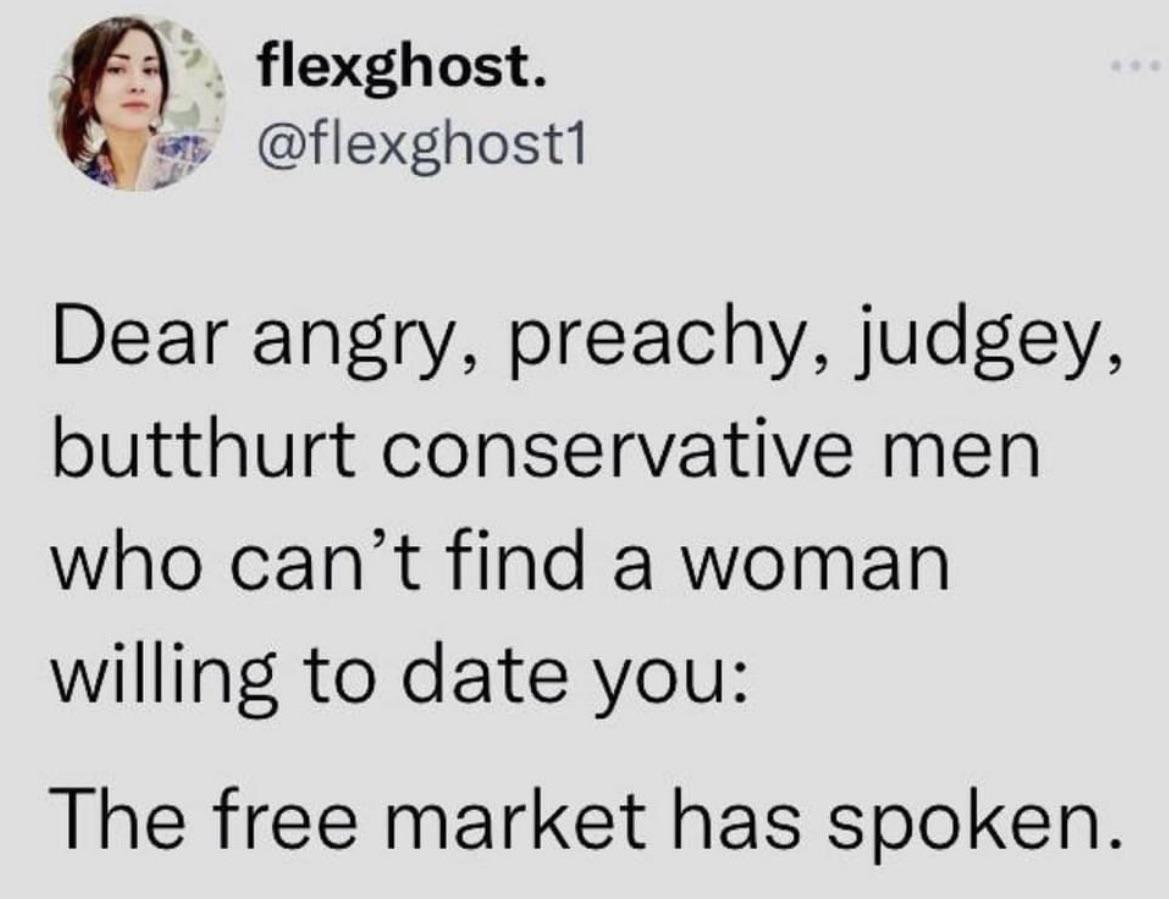 flexghost.
@flexghost1
Dear angry, preachy, judgey,
butthurt conservative men
who can’t find a woman
willing to date you:
The free market has spoken.